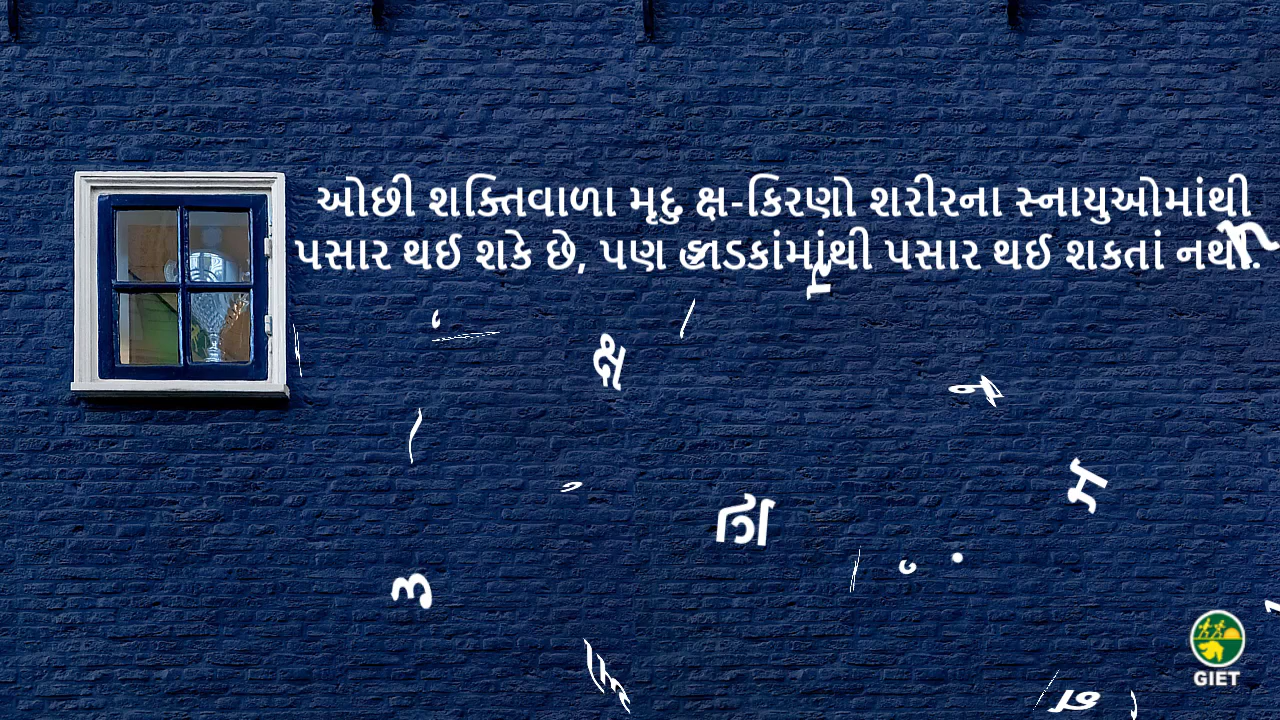 ઓછી શક્તિવાળા મૃદુ ક્ષ-કિરણો શરીરના સ્નાયુઓમાંથી
પસાર થઈ શકે છે, પણ હાડકાંમાંથી પસાર થઈ શકતાં નથી.
ક્ષ
GIET